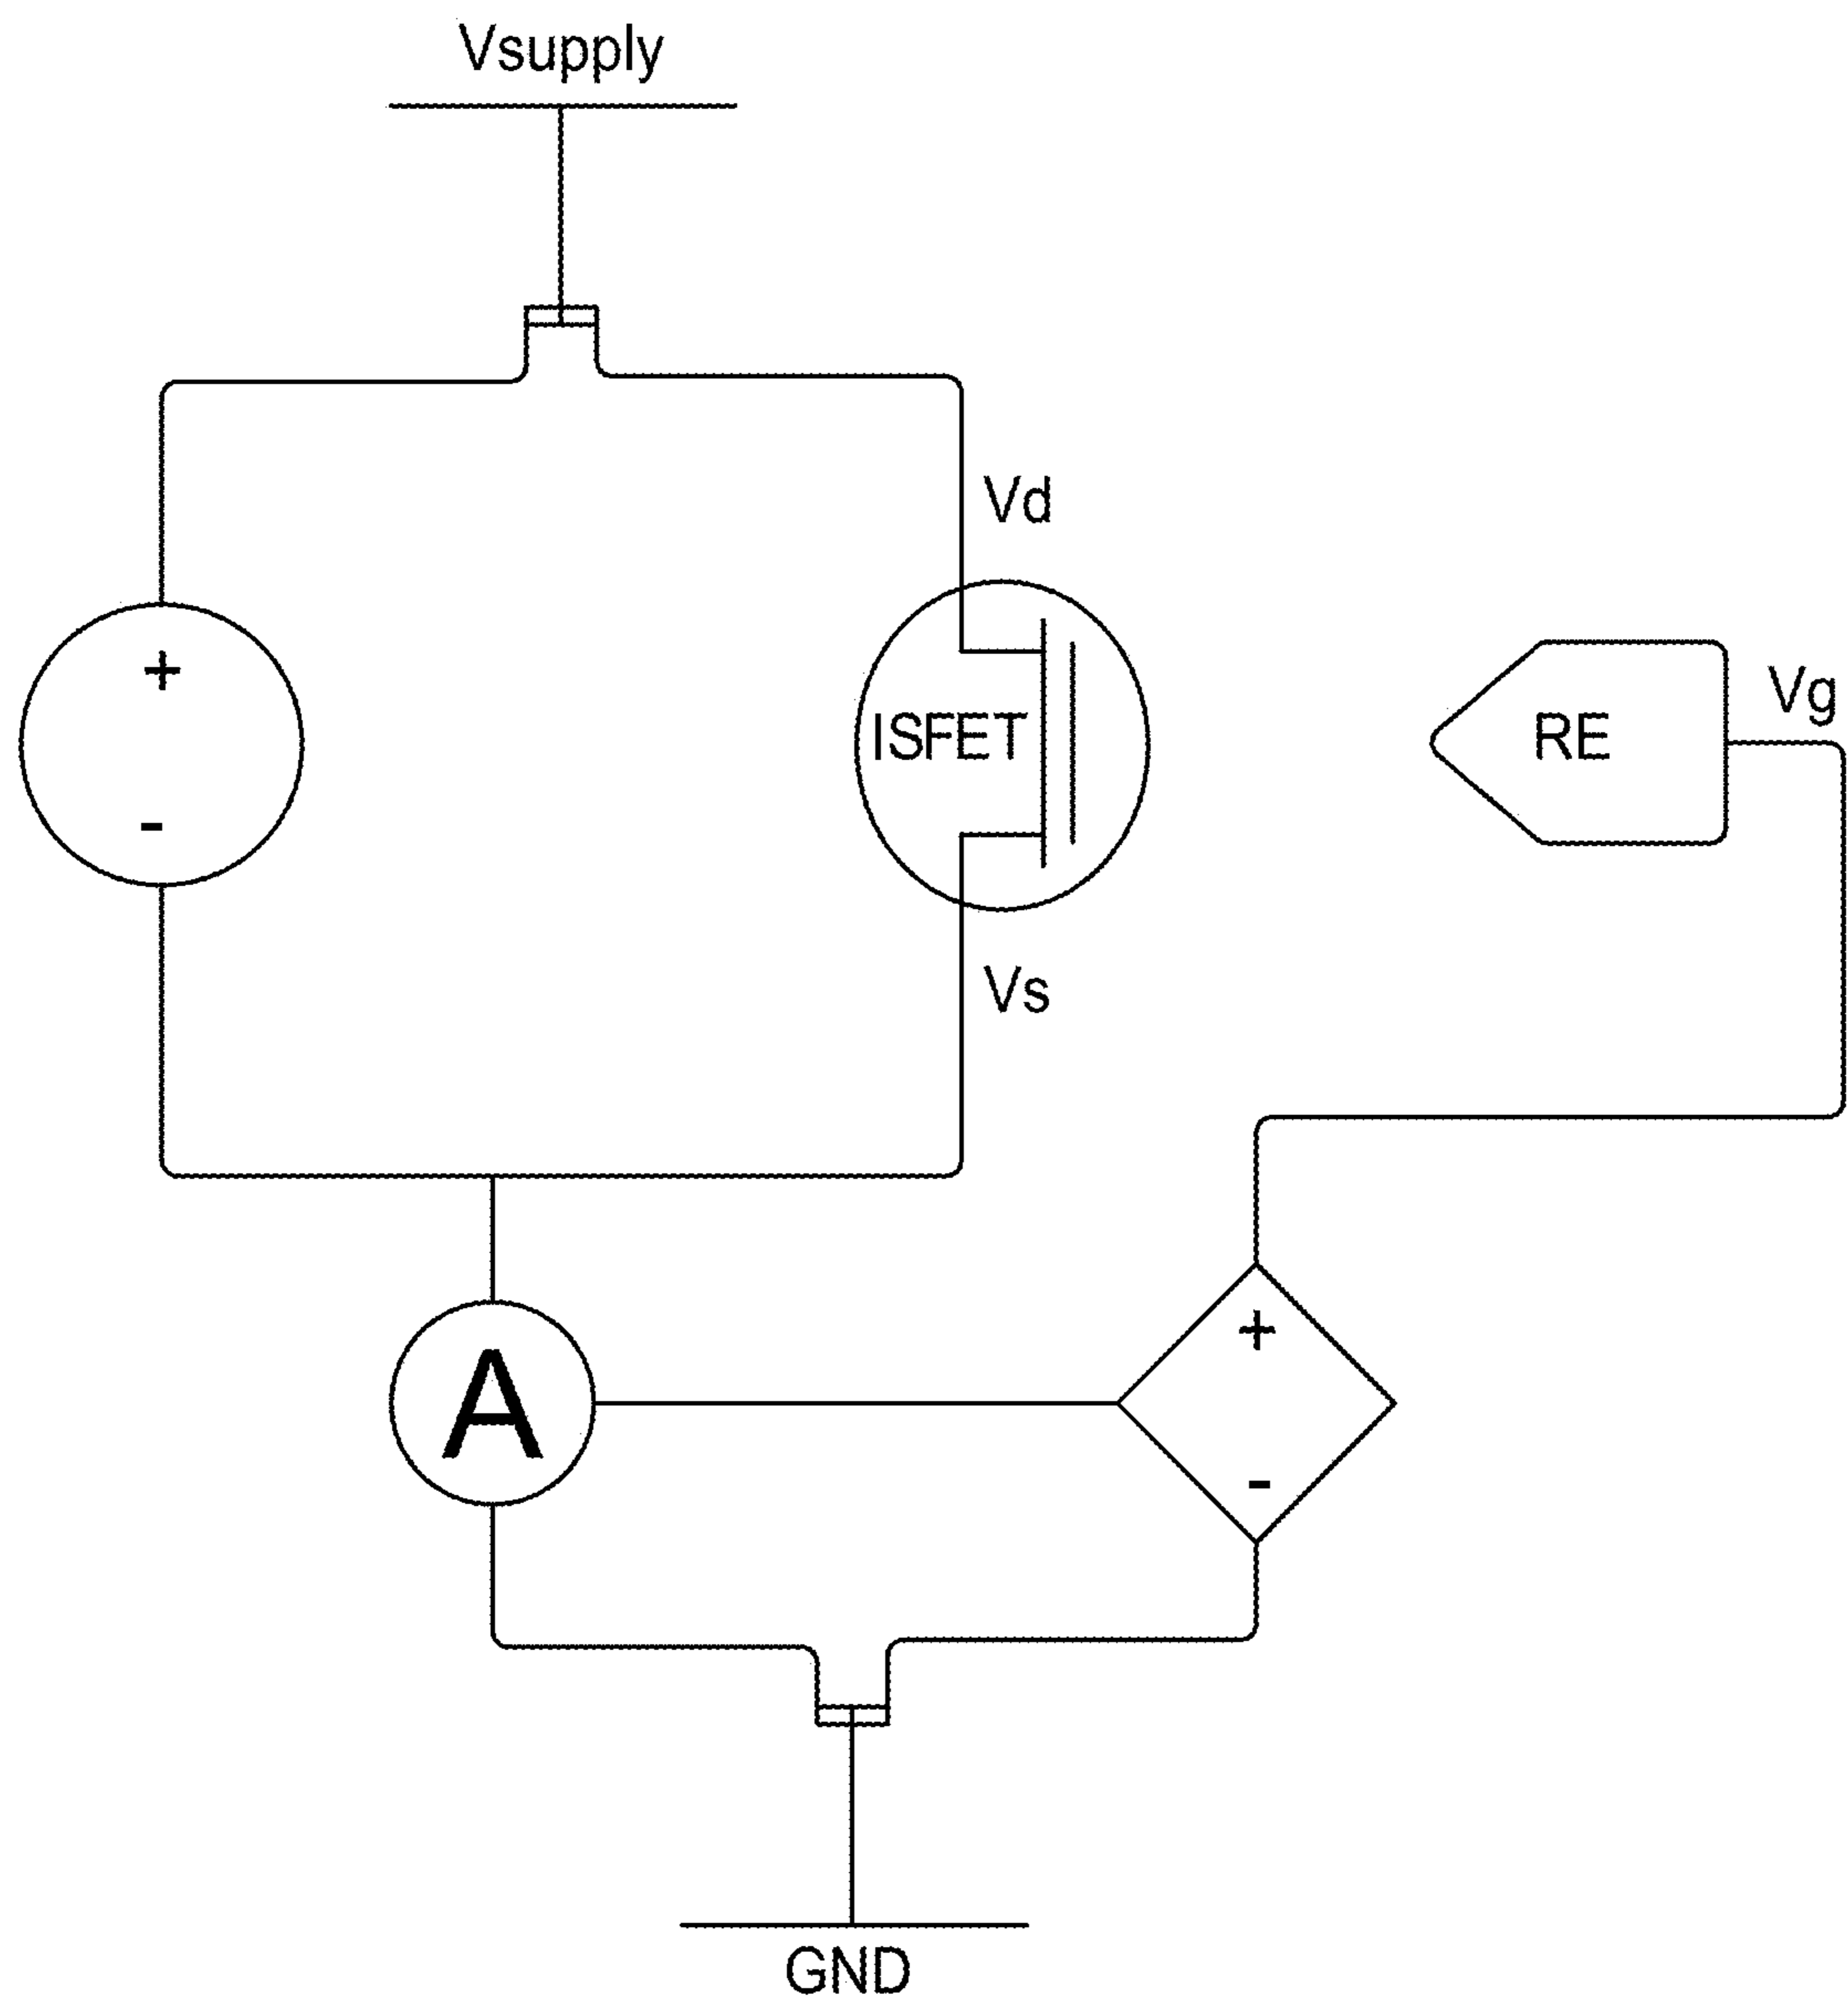 Vsupply
Vd
+
-
ISFET
RE
Vg
Vs
A
+
-
GND